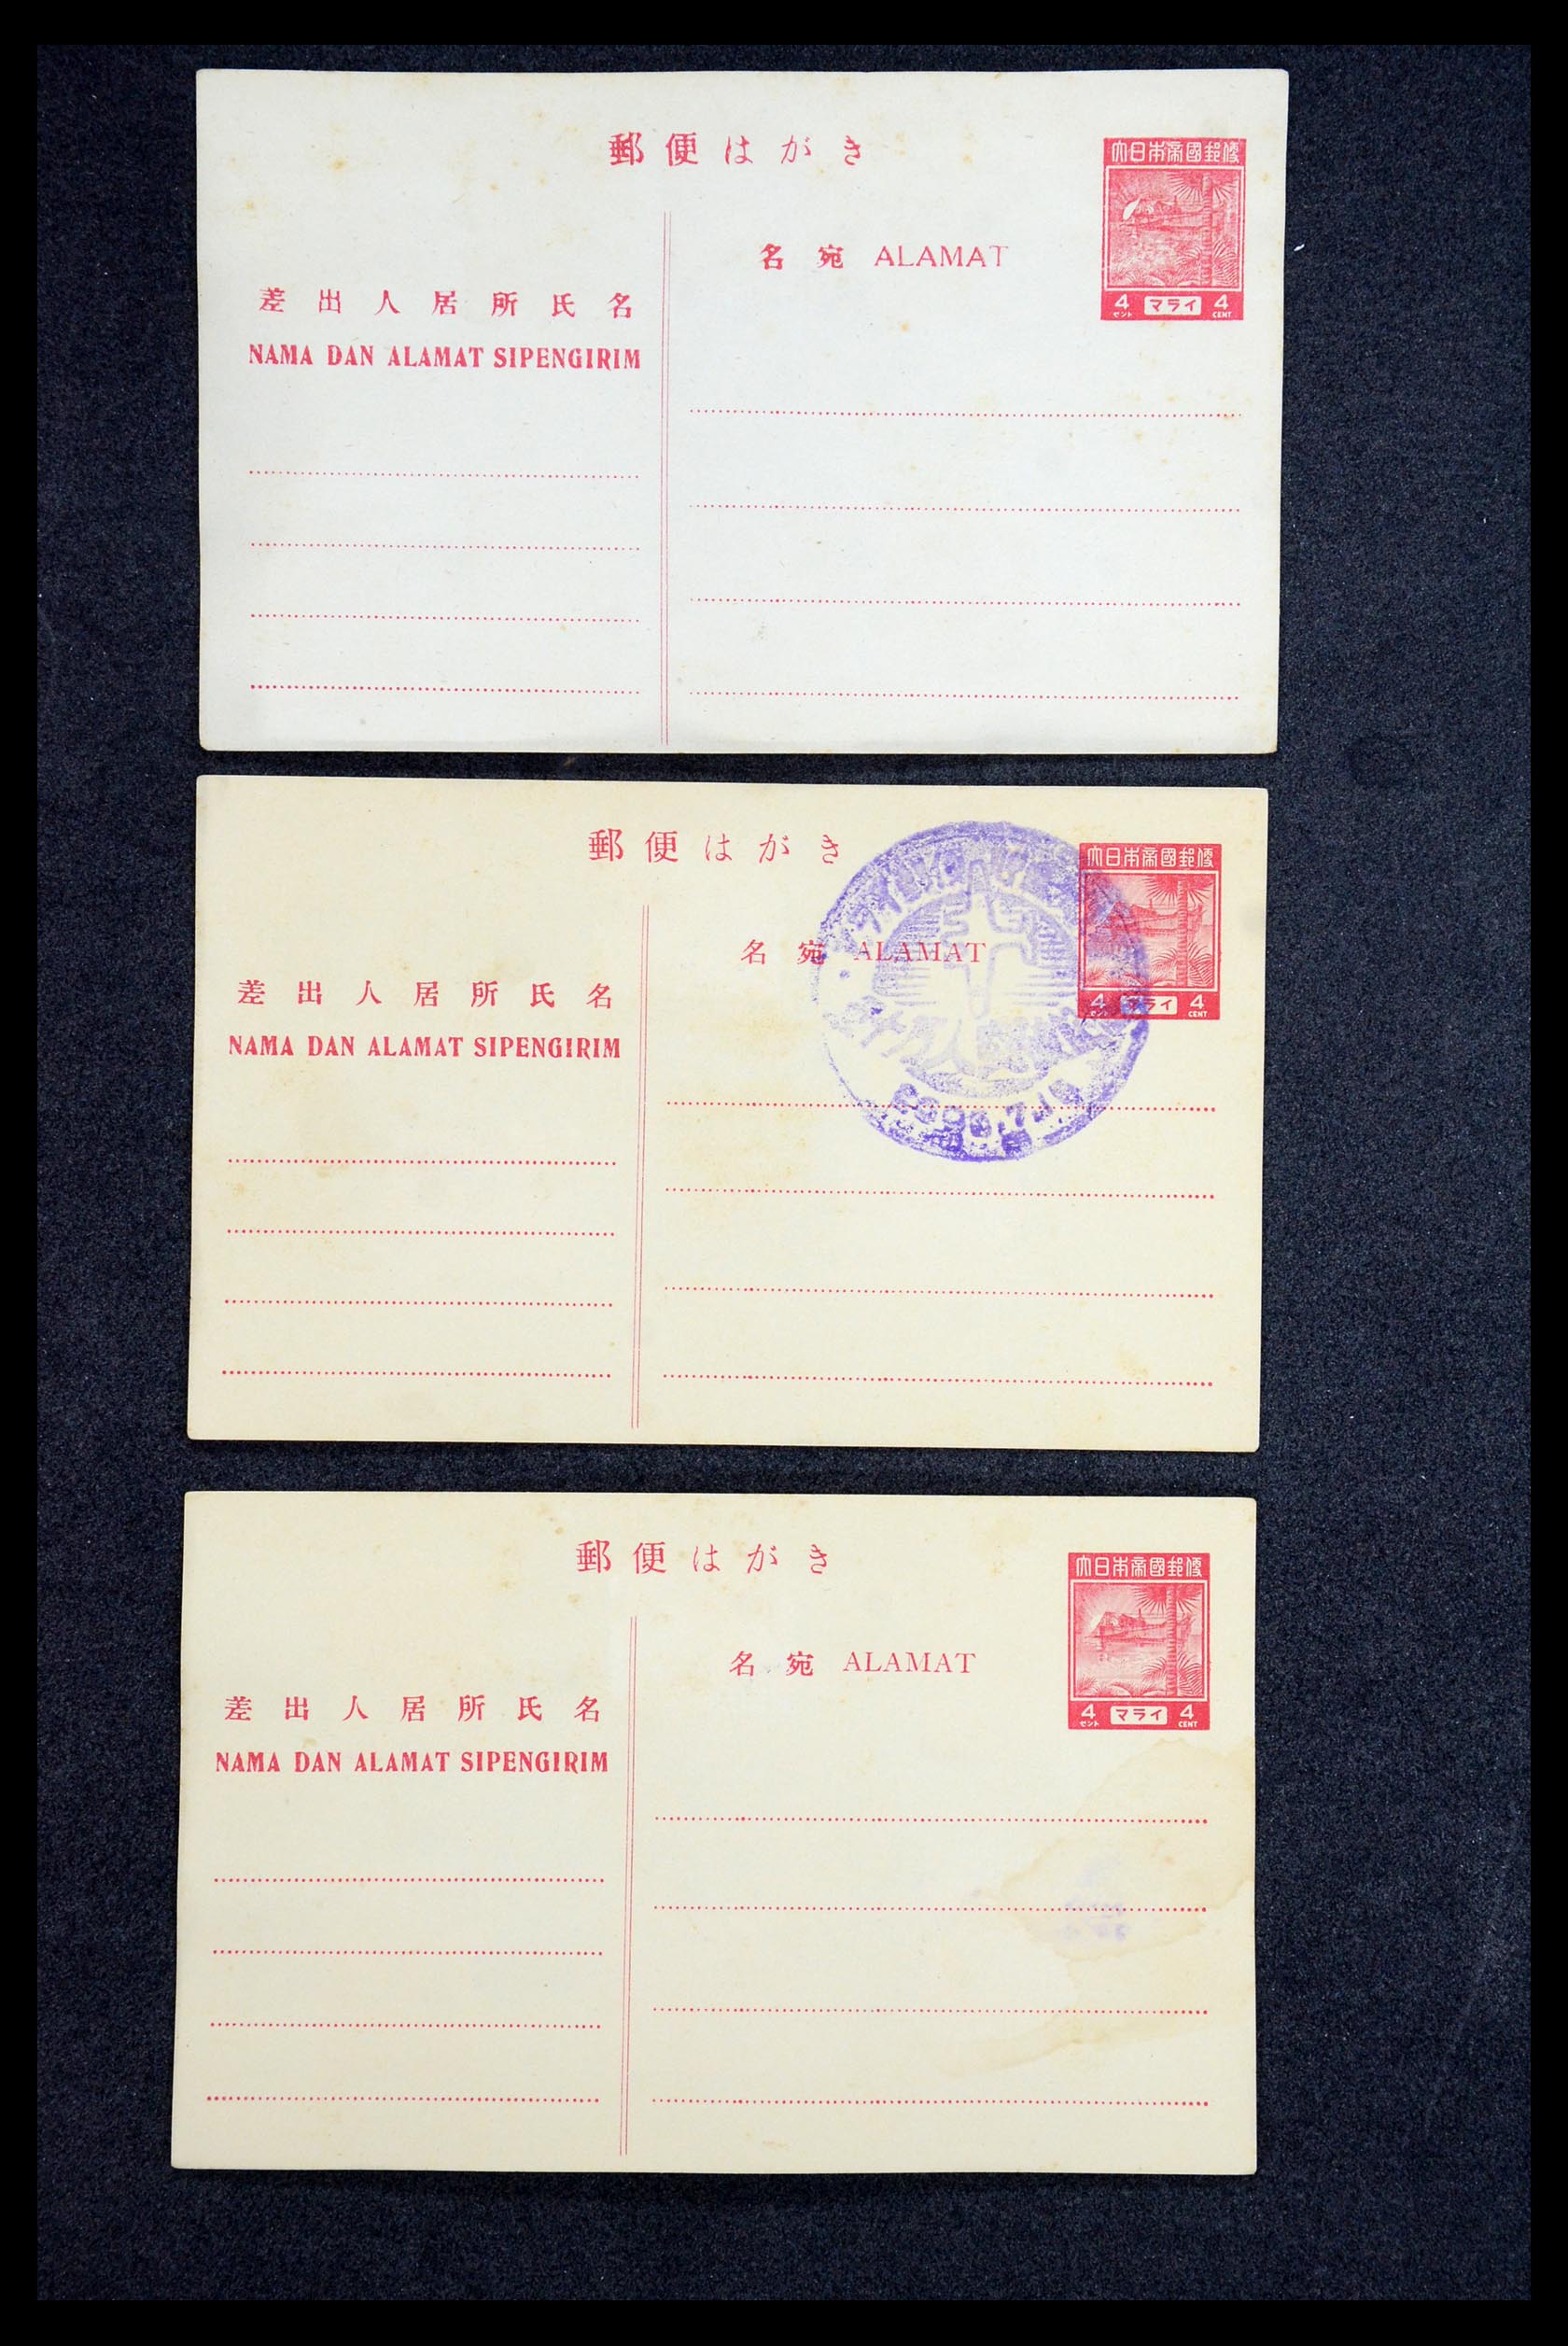 郵便はがき
大日本帝國郵便
名宛 ALAMAT
差出人居所氏名
4 マライ 4
セント CENT
NAMA DAN ALAMAT SIPENGIRIM
郵便はがき
大日本帝國郵便
名宛 ALAMAT
差出人居所氏名
4 マライ 4
セント CENT
NAMA DAN ALAMAT SIPENGIRIM
郵便はがき
大日本帝國郵便
名宛 ALAMAT
差出人居所氏名
4 マライ 4
セント CENT
NAMA DAN ALAMAT SIPENGIRIM